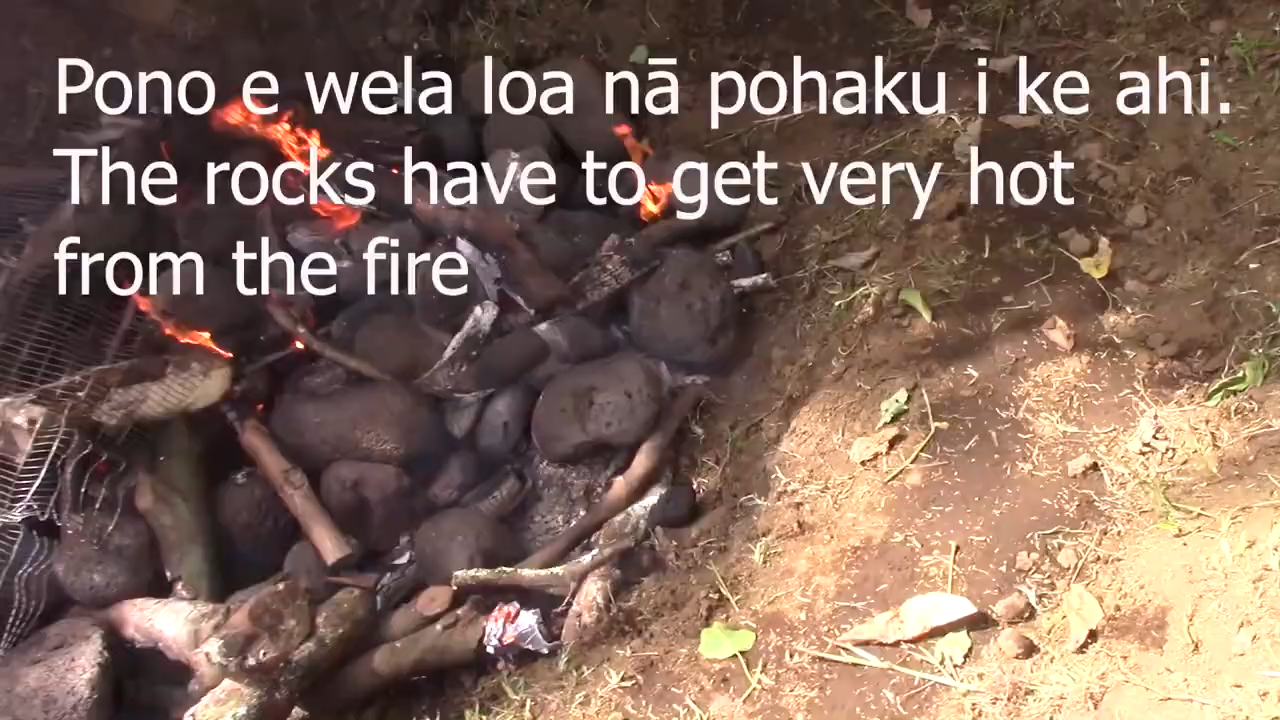 Pono e wela loa nā pohaku i ke ahi.
The rocks have to get very hot
from the fire